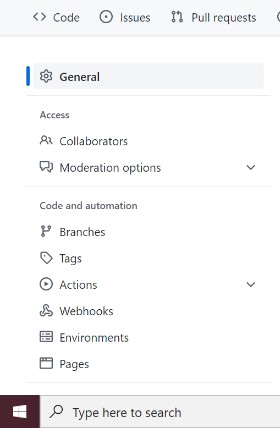 Code Issues Pull requests
General
Access
Collaborators
Moderation options
Code and automation
Branches
Tags
Actions
Webhooks
Environments
Pages
Type here to search